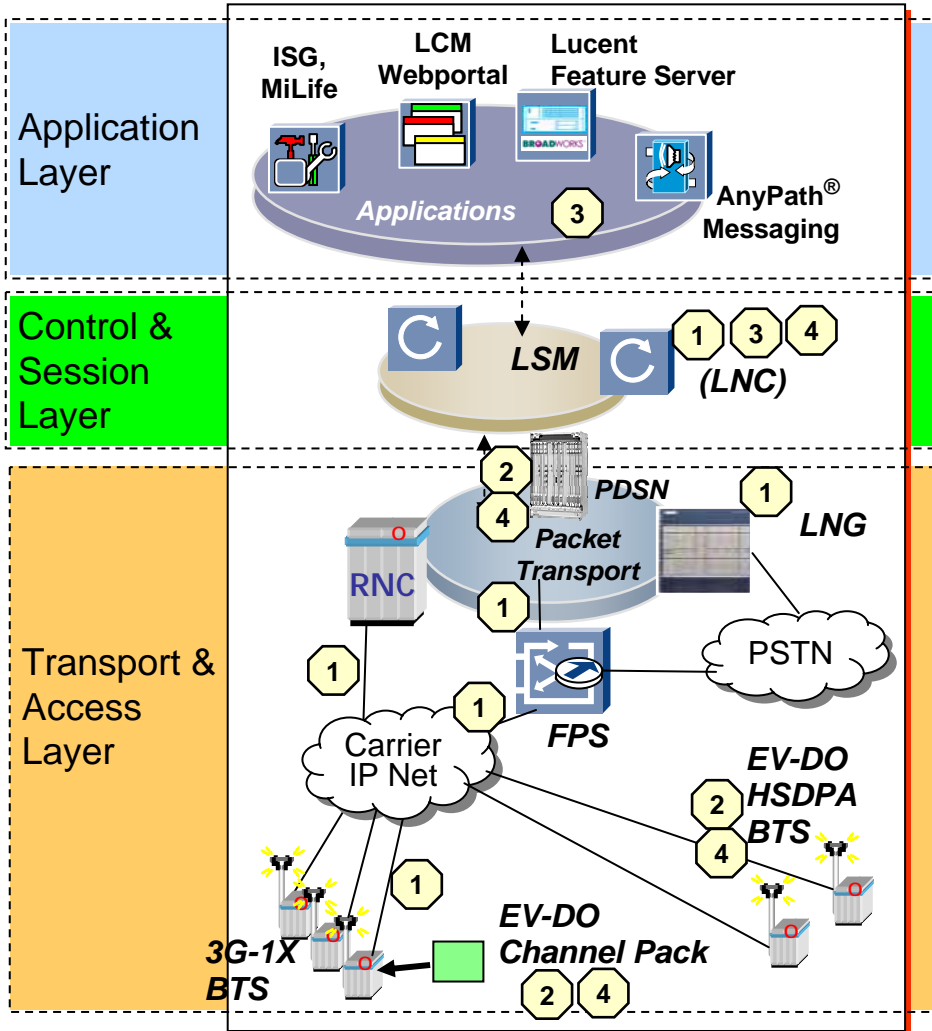 ISG,
MiLife
LCM
Webportal
Lucent
Feature Server
BROADWORKS
Application
Layer
Applications
3
AnyPath®
Messaging
Control &
Session
Layer
LSM
1 3 4
(LNC)
2
4
PDSN
1
LNG
Packet
Transport
RNC
1
Transport &
Access
Layer
1
1
PSTN
FPS
Carrier
IP Net
EV-DO
HSDPA
BTS
2
4
1
3G-1X
BTS
EV-DO
Channel Pack
2 4